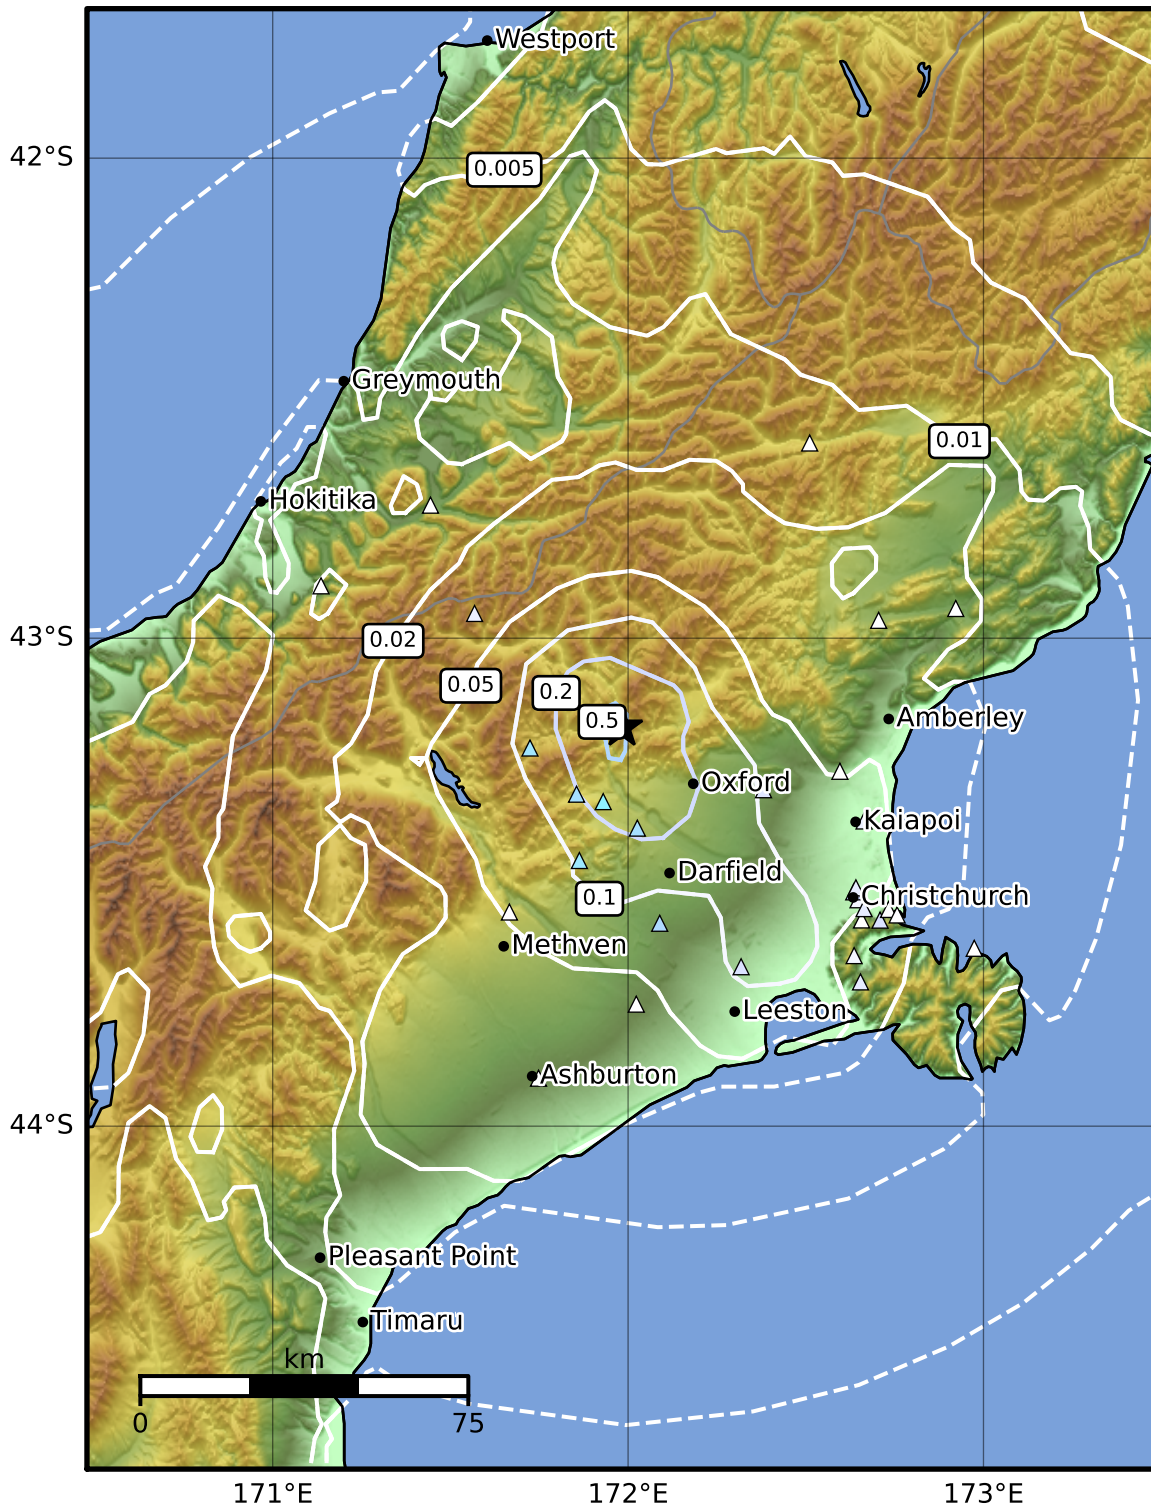 Westport
42°S
0.005
Greymouth
0.01
Hokitika
43°S
0.02
0.05
0.2
0.5
Amberley
Oxford
Kaiapoi
Darfield
0.1
Christchurch
Methven
Leeston
Ashburton
44°S
Pleasant Point
Timaru
km
0
75
171°E
172°E
173°E